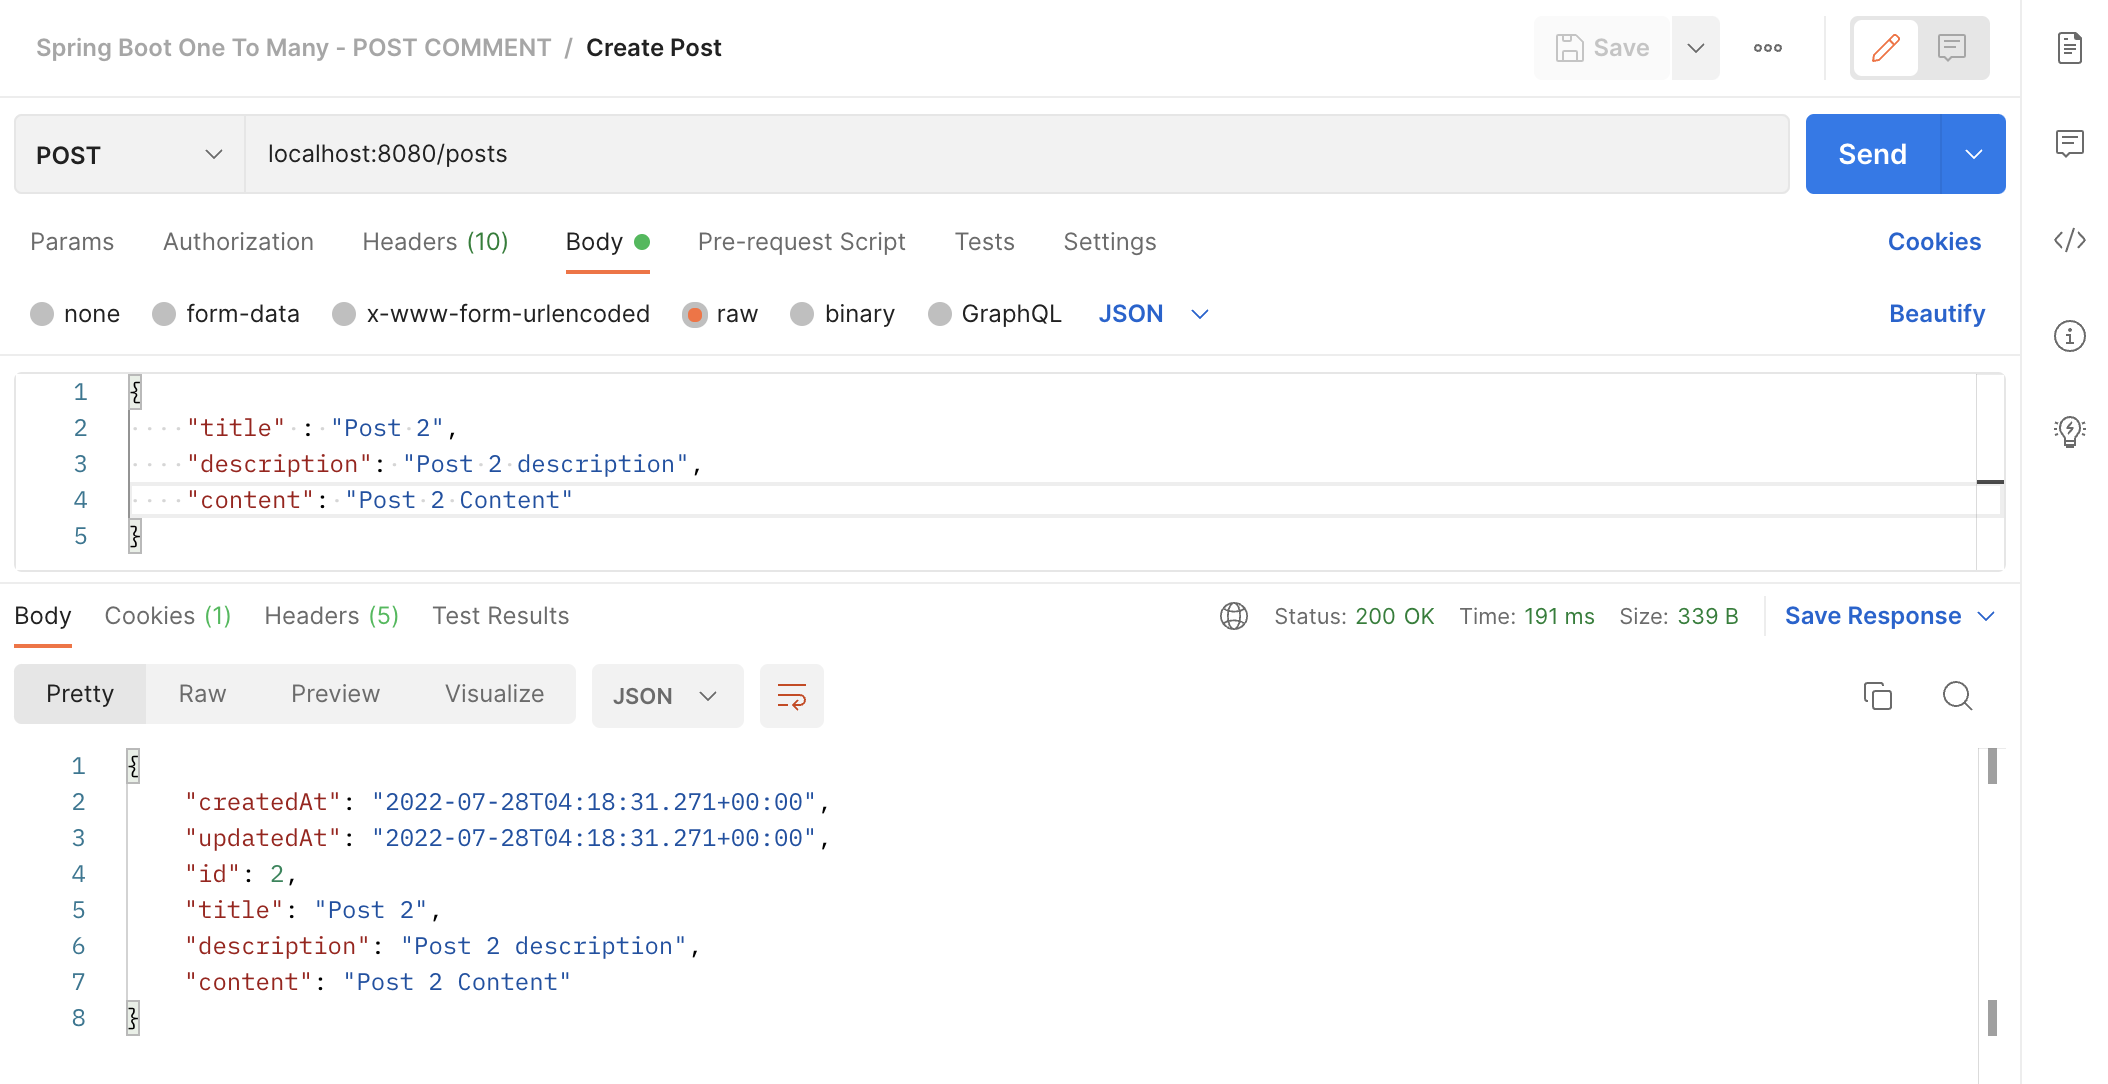 Spring Boot One To Many - POST COMMENT / Create Post
Save
POST localhost:8080/posts Send
Params Authorization Headers (10) Body Pre-request Script Tests Settings Cookies
none form-data x-www-form-urlencoded raw binary GraphQL JSON Beautify
1 {
2 "title" : "Post 2",
3 "description": "Post 2 description",
4 "content": "Post 2 Content"
5 }
Body Cookies (1) Headers (5) Test Results Status: 200 OK Time: 191 ms Size: 339 B Save Response
Pretty Raw Preview Visualize JSON
1 {
2 "createdAt": "2022-07-28T04:18:31.271+00:00",
3 "updatedAt": "2022-07-28T04:18:31.271+00:00",
4 "id": 2,
5 "title": "Post 2",
6 "description": "Post 2 description",
7 "content": "Post 2 Content"
8 }